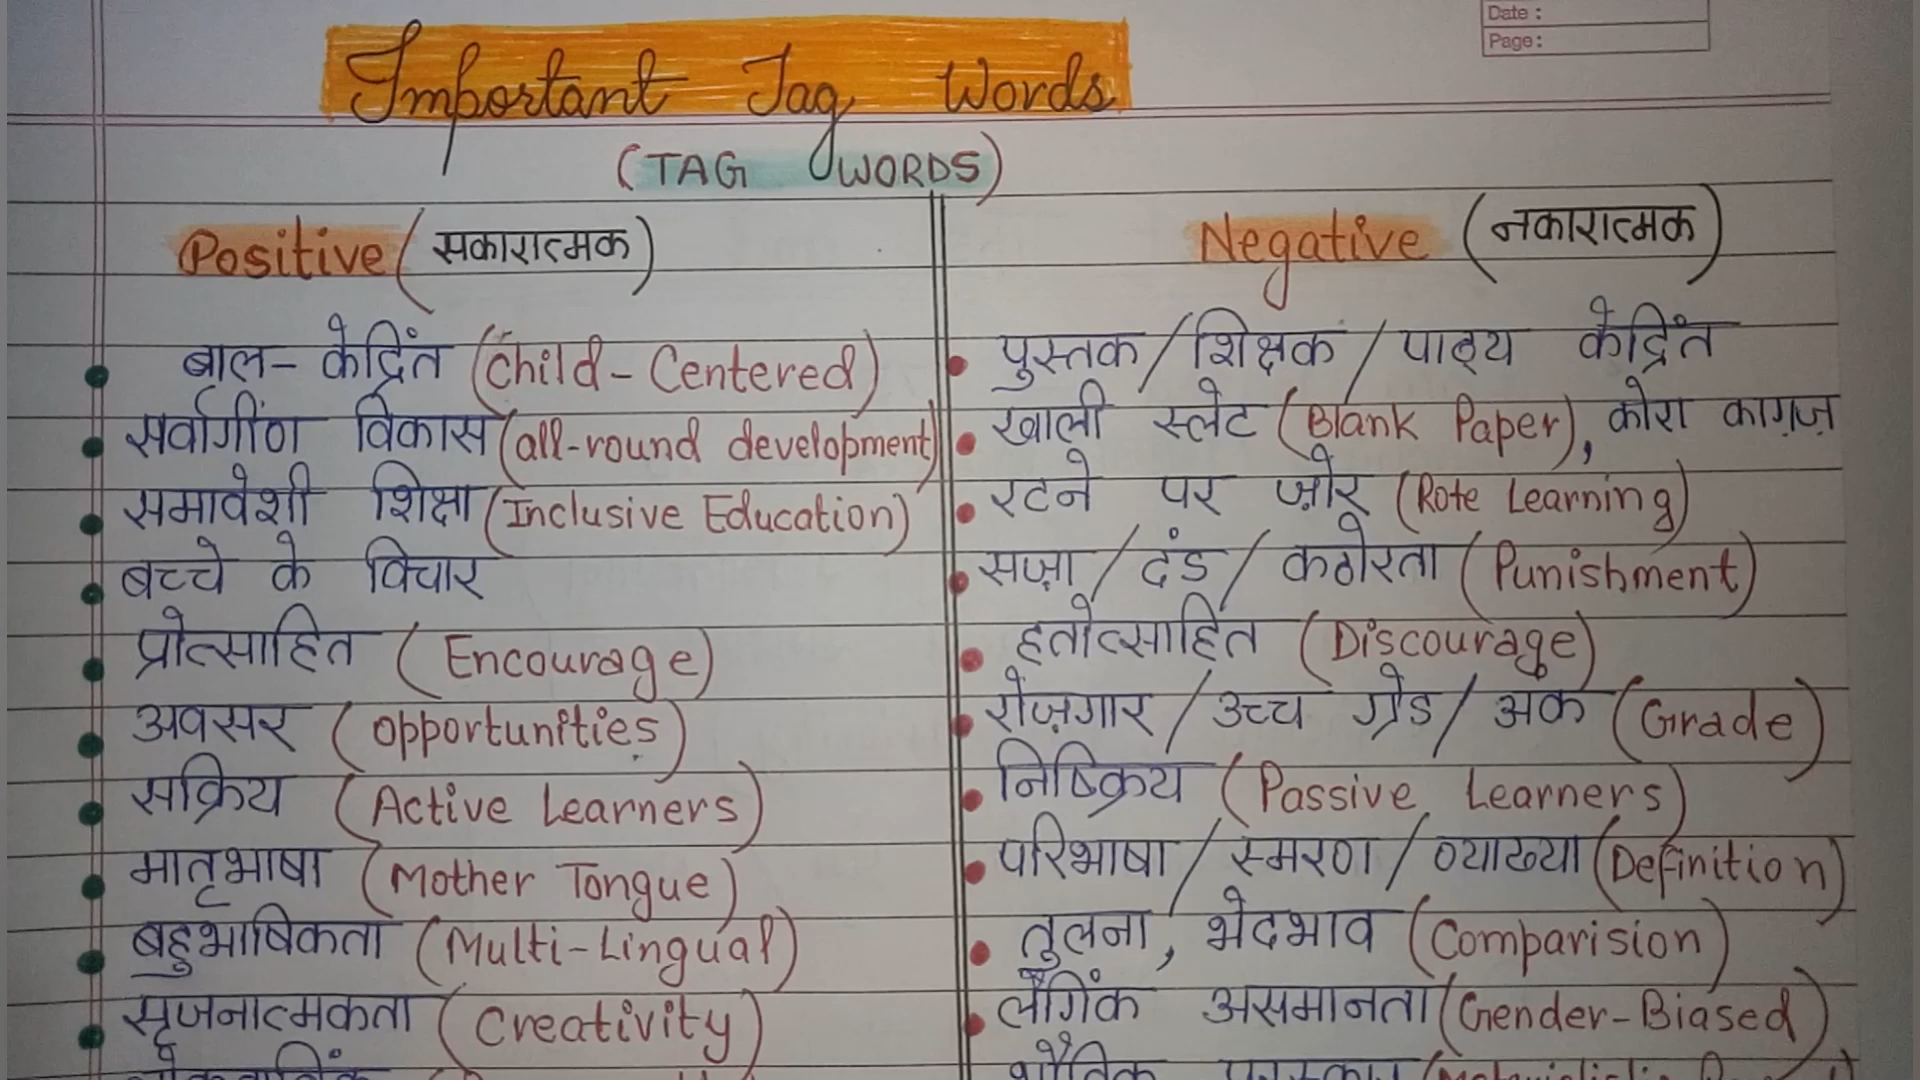 Date :
Page :
Important Tag Words
(TAG WORDS)
Positive (सकारात्मक)
बाल-केंद्रित (Child-Centered)
सर्वांगीण विकास (all-round development)
समावेशी शिक्षा (Inclusive Education)
बच्चे के विचार
प्रोत्साहित (Encourage)
अवसर (Opportunities)
सक्रिय (Active Learners)
मातृभाषा (Mother Tongue)
बहुभाषिकता (Multi-Lingual)
सृजनात्मकता (Creativity)
Negative (नकारात्मक)
पुस्तक/शिक्षक/पाठ्य केंद्रित
खाली स्लेट (Blank Paper), कोरा काग़ज़
रटने पर ज़ोर (Rote Learning)
सज़ा/दंड/कठोरता (Punishment)
हतोत्साहित (Discourage)
रोज़गार/उच्च ग्रेड/अंक (Grade)
निष्क्रिय (Passive Learners)
परिभाषा/स्मरण/व्याख्या (Definition)
तुलना, भेदभाव (Comparision)
लैंगिक असमानता (Gender-Biased)